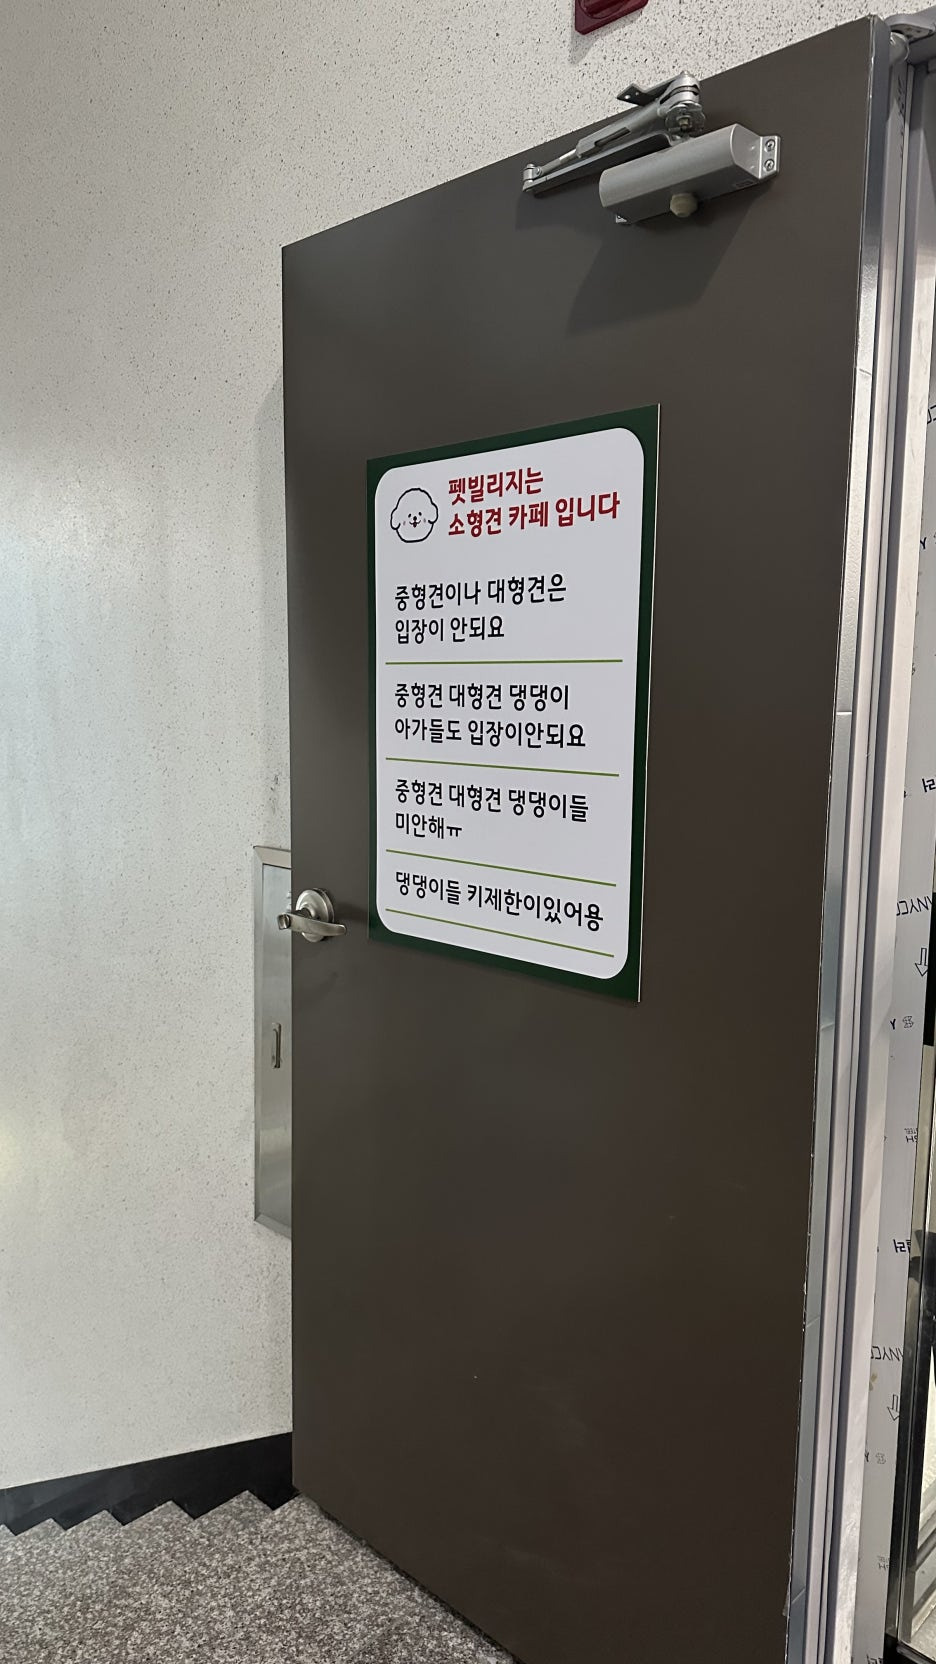 펫빌리지는
소형견 카페 입니다
중형견이나 대형견은
입장이 안되요
중형견 대형견 댕댕이
아가들도 입장이안되요
중형견 대형견 댕댕이들
미안해ㅠ
댕댕이들 키제한이있어용